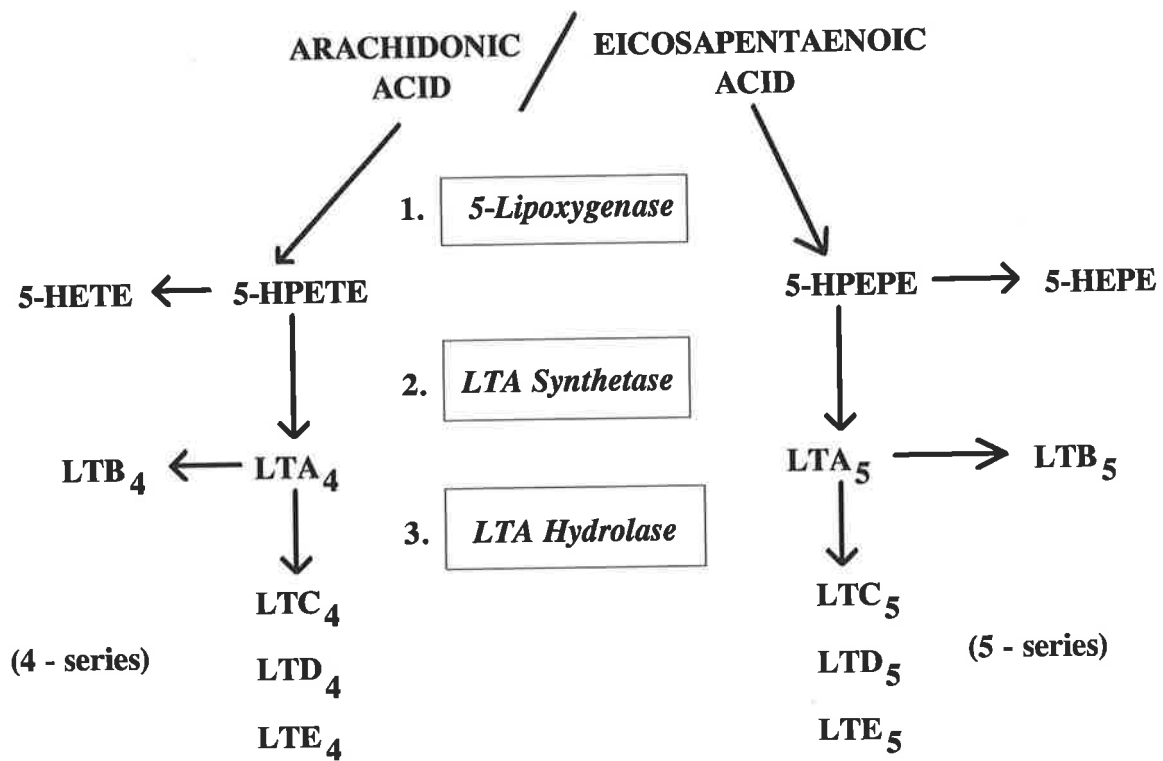 ARACHIDONIC ACID / EICOSAPENTAENOIC ACID
1. 5-Lipoxygenase
5-HETE 5-HPETE 5-HPEPE 5-HEPE
2. LTA Synthetase
LTB4 LTA4 LTA5 LTB5
3. LTA Hydrolase
LTC4 LTC5
(4 - series) LTD4 LTD5 (5 - series)
LTE4 LTE5